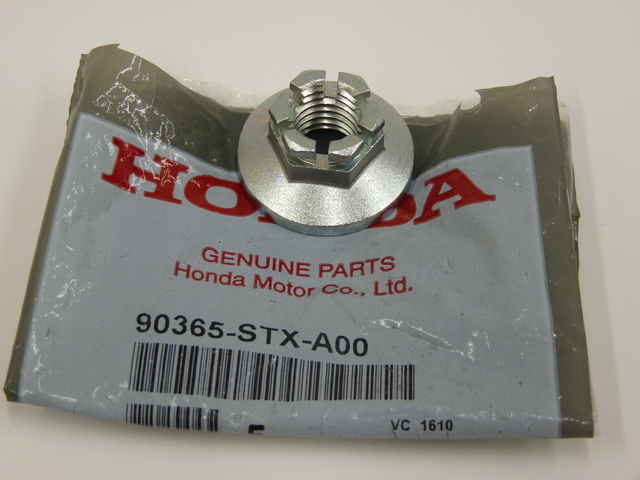 HONDA
GENUINE PARTS
Honda Motor Co., Ltd.
90365-STX-A00
VC 1610